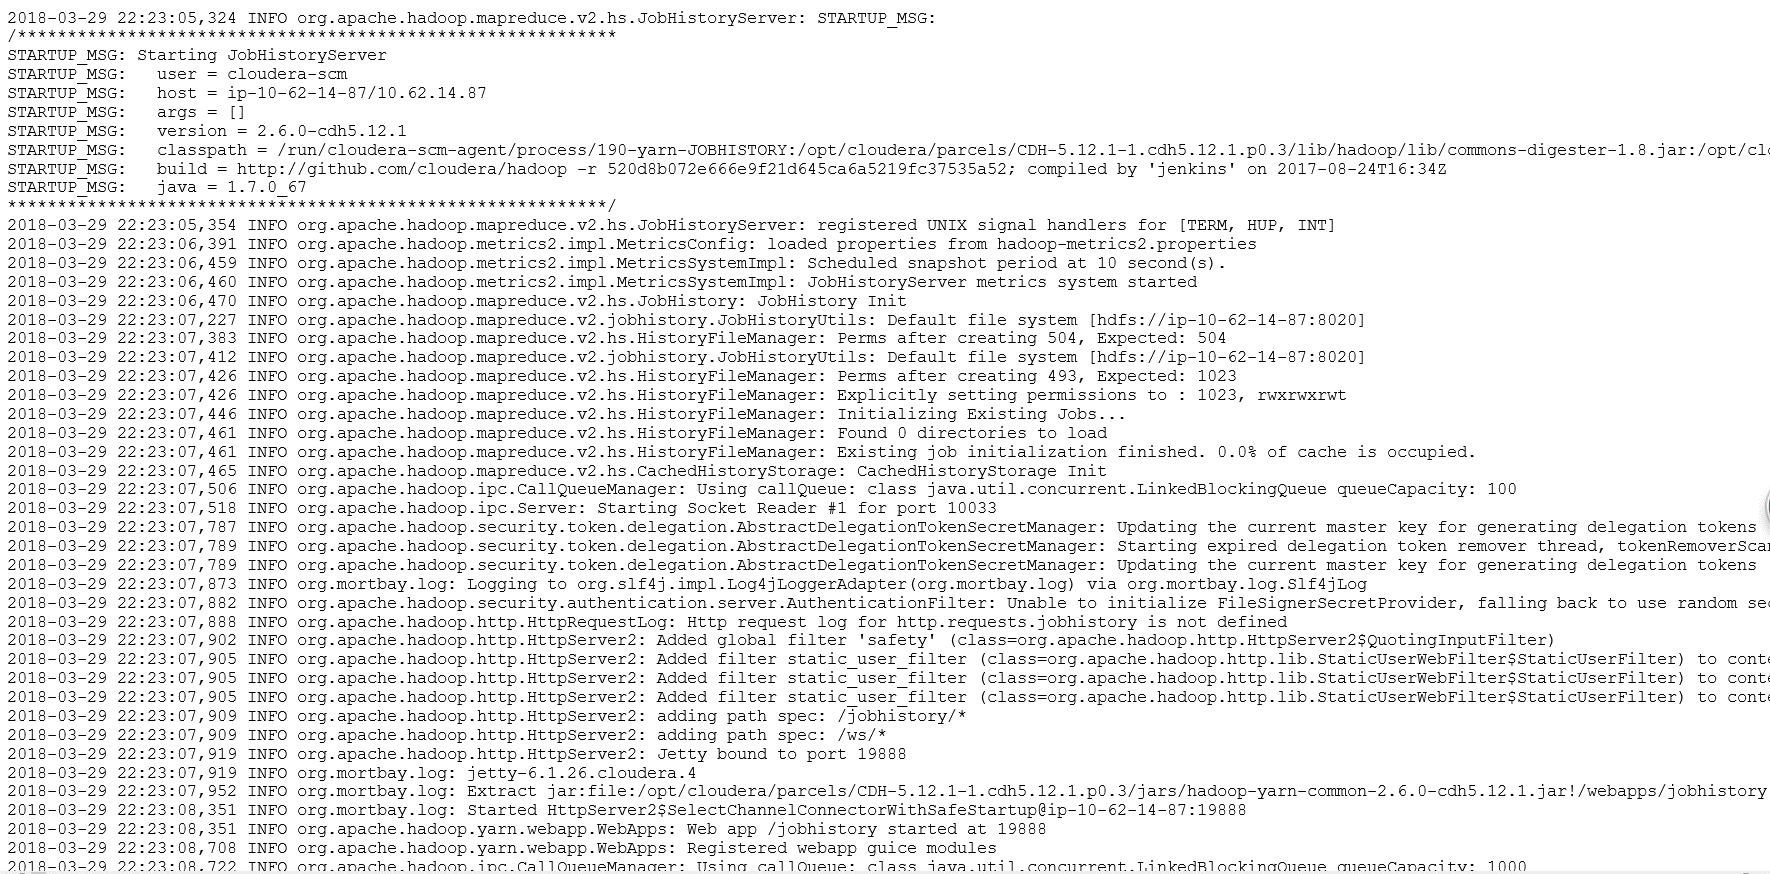 2018-03-29 22:23:05,324 INFO org.apache.hadoop.mapreduce.v2.hs.JobHistoryServer: STARTUP_MSG:
/************************************************************
STARTUP_MSG: Starting JobHistoryServer
STARTUP_MSG:   user = cloudera-scm
STARTUP_MSG:   host = ip-10-62-14-87/10.62.14.87
STARTUP_MSG:   args = []
STARTUP_MSG:   version = 2.6.0-cdh5.12.1
STARTUP_MSG:   classpath = /run/cloudera-scm-agent/process/190-yarn-JOBHISTORY:/opt/cloudera/parcels/CDH-5.12.1-1.cdh5.12.1.p0.3/lib/hadoop/lib/commons-digester-1.8.jar:/opt/clo
STARTUP_MSG:   build = http://github.com/cloudera/hadoop -r 520d8b072e666e9f21d645ca6a5219fc37535a52; compiled by 'jenkins' on 2017-08-24T16:34Z
STARTUP_MSG:   java = 1.7.0_67
************************************************************/
2018-03-29 22:23:05,354 INFO org.apache.hadoop.mapreduce.v2.hs.JobHistoryServer: registered UNIX signal handlers for [TERM, HUP, INT]
2018-03-29 22:23:06,391 INFO org.apache.hadoop.metrics2.impl.MetricsConfig: loaded properties from hadoop-metrics2.properties
2018-03-29 22:23:06,459 INFO org.apache.hadoop.metrics2.impl.MetricsSystemImpl: Scheduled snapshot period at 10 second(s).
2018-03-29 22:23:06,460 INFO org.apache.hadoop.metrics2.impl.MetricsSystemImpl: JobHistoryServer metrics system started
2018-03-29 22:23:06,470 INFO org.apache.hadoop.mapreduce.v2.hs.JobHistory: JobHistory Init
2018-03-29 22:23:07,227 INFO org.apache.hadoop.mapreduce.v2.jobhistory.JobHistoryUtils: Default file system [hdfs://ip-10-62-14-87:8020]
2018-03-29 22:23:07,383 INFO org.apache.hadoop.mapreduce.v2.hs.HistoryFileManager: Perms after creating 504, Expected: 504
2018-03-29 22:23:07,412 INFO org.apache.hadoop.mapreduce.v2.jobhistory.JobHistoryUtils: Default file system [hdfs://ip-10-62-14-87:8020]
2018-03-29 22:23:07,426 INFO org.apache.hadoop.mapreduce.v2.hs.HistoryFileManager: Perms after creating 493, Expected: 1023
2018-03-29 22:23:07,426 INFO org.apache.hadoop.mapreduce.v2.hs.HistoryFileManager: Explicitly setting permissions to : 1023, rwxrwxrwt
2018-03-29 22:23:07,446 INFO org.apache.hadoop.mapreduce.v2.hs.HistoryFileManager: Initializing Existing Jobs...
2018-03-29 22:23:07,461 INFO org.apache.hadoop.mapreduce.v2.hs.HistoryFileManager: Found 0 directories to load
2018-03-29 22:23:07,461 INFO org.apache.hadoop.mapreduce.v2.hs.HistoryFileManager: Existing job initialization finished. 0.0% of cache is occupied.
2018-03-29 22:23:07,465 INFO org.apache.hadoop.mapreduce.v2.hs.CachedHistoryStorage: CachedHistoryStorage Init
2018-03-29 22:23:07,506 INFO org.apache.hadoop.ipc.CallQueueManager: Using callQueue: class java.util.concurrent.LinkedBlockingQueue queueCapacity: 100
2018-03-29 22:23:07,518 INFO org.apache.hadoop.ipc.Server: Starting Socket Reader #1 for port 10033
2018-03-29 22:23:07,787 INFO org.apache.hadoop.security.token.delegation.AbstractDelegationTokenSecretManager: Updating the current master key for generating delegation tokens
2018-03-29 22:23:07,789 INFO org.apache.hadoop.security.token.delegation.AbstractDelegationTokenSecretManager: Starting expired delegation token remover thread, tokenRemoverScan
2018-03-29 22:23:07,789 INFO org.apache.hadoop.security.token.delegation.AbstractDelegationTokenSecretManager: Updating the current master key for generating delegation tokens
2018-03-29 22:23:07,873 INFO org.mortbay.log: Logging to org.slf4j.impl.Log4jLoggerAdapter(org.mortbay.log) via org.mortbay.log.Slf4jLog
2018-03-29 22:23:07,882 INFO org.apache.hadoop.security.authentication.server.AuthenticationFilter: Unable to initialize FileSignerSecretProvider, falling back to use random sec
2018-03-29 22:23:07,888 INFO org.apache.hadoop.http.HttpRequestLog: Http request log for http.requests.jobhistory is not defined
2018-03-29 22:23:07,902 INFO org.apache.hadoop.http.HttpServer2: Added global filter 'safety' (class=org.apache.hadoop.http.HttpServer2$QuotingInputFilter)
2018-03-29 22:23:07,905 INFO org.apache.hadoop.http.HttpServer2: Added filter static_user_filter (class=org.apache.hadoop.http.lib.StaticUserWebFilter$StaticUserFilter) to conte
2018-03-29 22:23:07,905 INFO org.apache.hadoop.http.HttpServer2: Added filter static_user_filter (class=org.apache.hadoop.http.lib.StaticUserWebFilter$StaticUserFilter) to conte
2018-03-29 22:23:07,905 INFO org.apache.hadoop.http.HttpServer2: Added filter static_user_filter (class=org.apache.hadoop.http.lib.StaticUserWebFilter$StaticUserFilter) to conte
2018-03-29 22:23:07,909 INFO org.apache.hadoop.http.HttpServer2: adding path spec: /jobhistory/*
2018-03-29 22:23:07,909 INFO org.apache.hadoop.http.HttpServer2: adding path spec: /ws/*
2018-03-29 22:23:07,919 INFO org.apache.hadoop.http.HttpServer2: Jetty bound to port 19888
2018-03-29 22:23:07,919 INFO org.mortbay.log: jetty-6.1.26.cloudera.4
2018-03-29 22:23:07,952 INFO org.mortbay.log: Extract jar:file:/opt/cloudera/parcels/CDH-5.12.1-1.cdh5.12.1.p0.3/jars/hadoop-yarn-common-2.6.0-cdh5.12.1.jar!/webapps/jobhistory
2018-03-29 22:23:08,351 INFO org.mortbay.log: Started HttpServer2$SelectChannelConnectorWithSafeStartup@ip-10-62-14-87:19888
2018-03-29 22:23:08,351 INFO org.apache.hadoop.yarn.webapp.WebApps: Web app /jobhistory started at 19888
2018-03-29 22:23:08,708 INFO org.apache.hadoop.yarn.webapp.WebApps: Registered webapp guice modules
2018-03-29 22:23:08,722 INFO org.apache.hadoop.ipc.CallQueueManager: Using callQueue: class java.util.concurrent.LinkedBlockingQueue queueCapacity: 1000